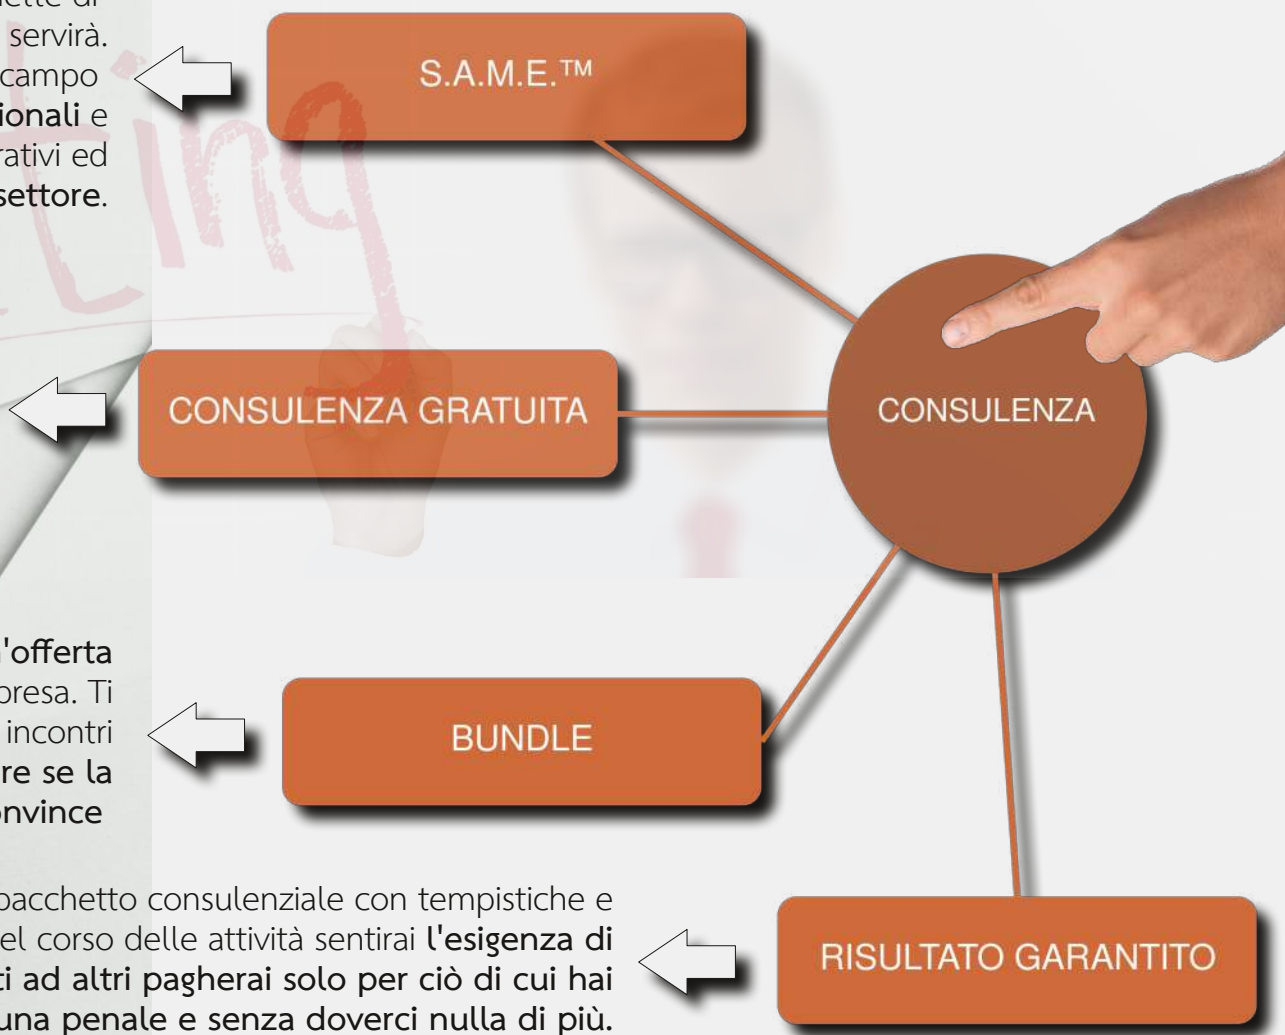 servirà.
campo
S.A.M.E.™
ionali e
rativi ed
settore.
ting
CONSULENZA GRATUITA
CONSULENZA
'offerta
presa. Ti
incontri
re se la
onvince
BUNDLE
pacchetto consulenziale con tempistiche e
el corso delle attività sentirai l'esigenza di
ti ad altri pagherai solo per ciò di cui hai
una penale e senza doverci nulla di più.
RISULTATO GARANTITO